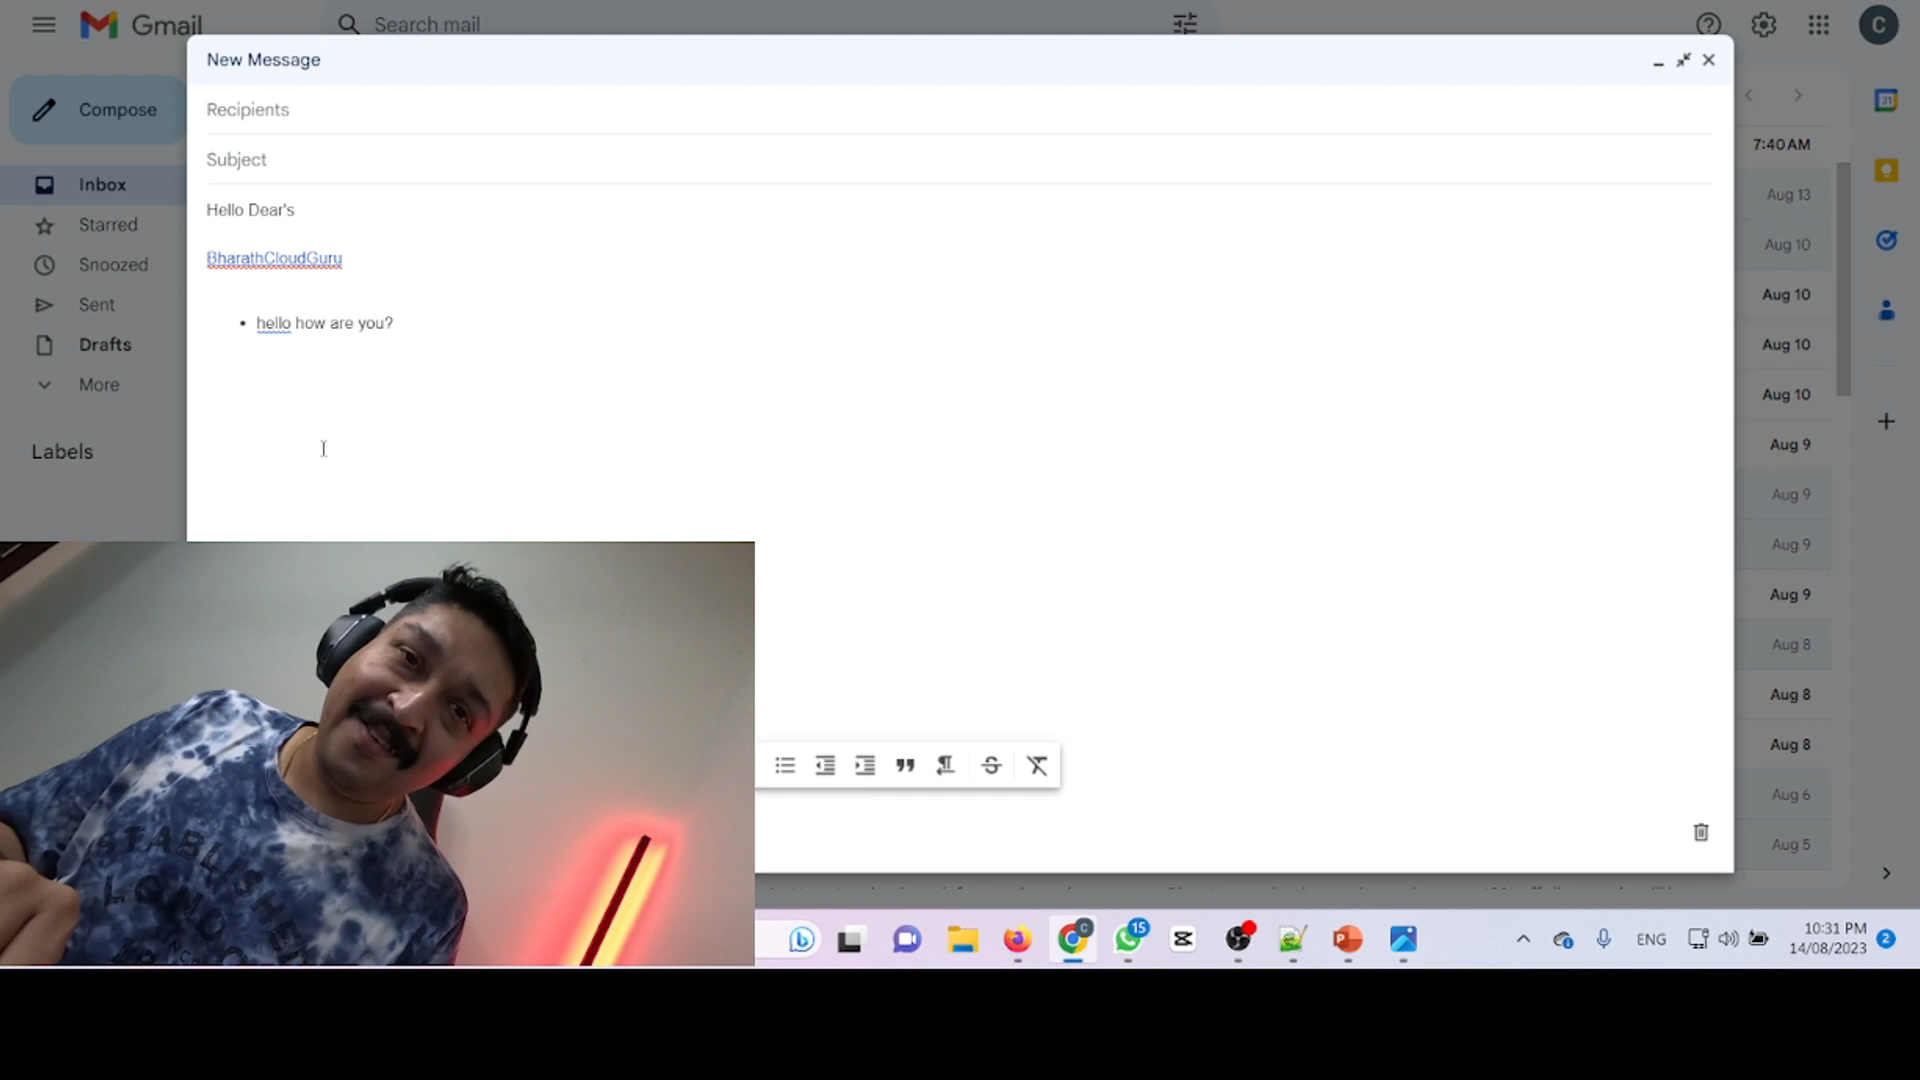 Gmail
Search mail
C
New Message
Compose
Recipients
Subject
7:40 AM
Inbox
Aug 13
Starred
Hello Dear's
Aug 10
Snoozed
BharathCloudGuru
Aug 10
Sent
hello how are you?
Drafts
Aug 10
More
Aug 10
Labels
Aug 9
Aug 9
Aug 9
Aug 9
Aug 8
Aug 8
Aug 8
Aug 6
Aug 5
31
STABLISHED
LONDO
C
15
ENG
10:31 PM
14/08/2023
2